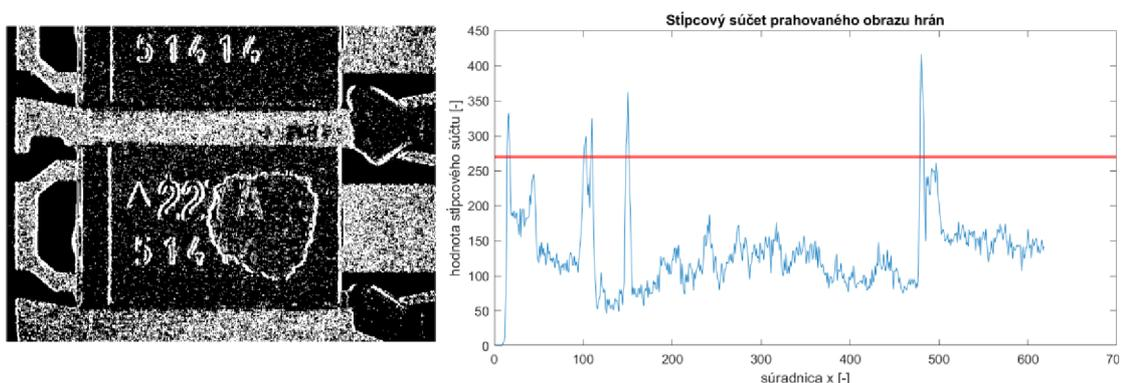 51414
^22 A
514
Stĺpcový súčet prahovaného obrazu hrán
hodnota stĺpcového súčtu [-]
450
400
350
300
250
200
150
100
50
0
0 100 200 300 400 500 600 70
súradnica x [-]